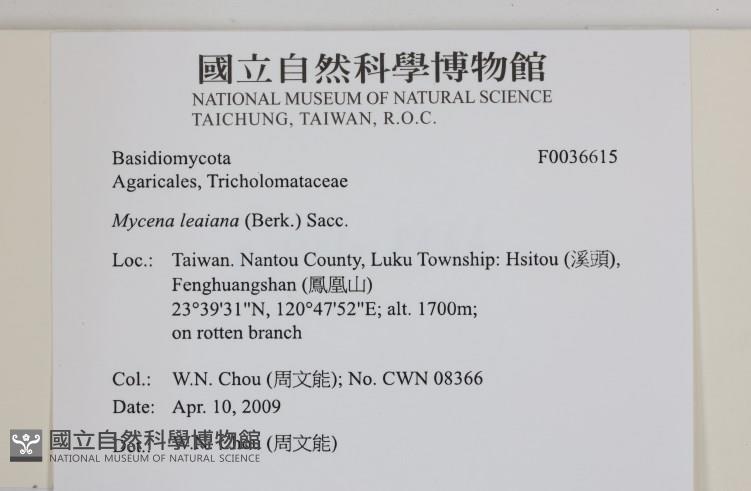 國立自然科學博物館
NATIONAL MUSEUM OF NATURAL SCIENCE
TAICHUNG, TAIWAN, R.O.C.
Basidiomycota F0036615
Agaricales, Tricholomataceae
Mycena leaiana (Berk.) Sacc.
Loc.: Taiwan. Nantou County, Luku Township: Hsitou (溪頭),
Fenghuangshan (鳳凰山)
23°39'31"N, 120°47'52"E; alt. 1700m;
on rotten branch
Col.: W.N. Chou (周文能); No. CWN 08366
Date: Apr. 10, 2009
Det.: W.N. Chou (周文能)
國立自然科學博物館
NATIONAL MUSEUM OF NATURAL SCIENCE